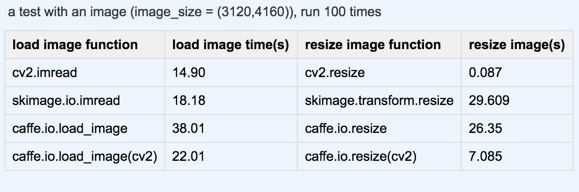 a test with an image (image_size = (3120,4160)), run 100 times
load image function load image time(s) resize image function resize image(s)
cv2.imread 14.90 cv2.resize 0.087
skimage.io.imread 18.18 skimage.transform.resize 29.609
caffe.io.load_image 38.01 caffe.io.resize 26.35
caffe.io.load_image(cv2) 22.01 caffe.io.resize(cv2) 7.085